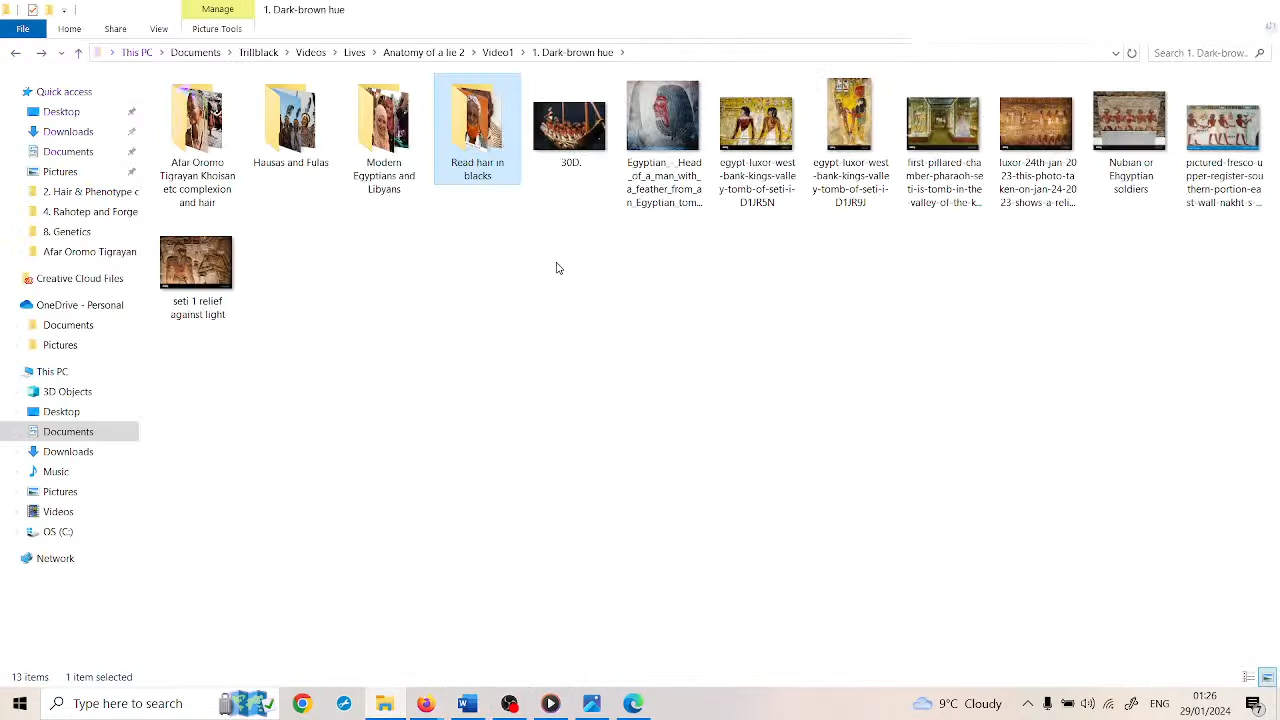 Manage
1. Dark-brown hue
File
Home
Share
View
Picture Tools
This PC
Documents
Trillblack
Videos
Lives
Anatomy of a lie 2
Video1
1. Dark-brown hue
Search 1. Dark-brow...
Quick access
Desktop
Downloads
Documents
Pictures
2. Hair & Phenotype c
4. Rahotep and Forge
8. Genetics
Afar Oromo Tigrayan
Creative Cloud Files
OneDrive - Personal
Documents
Pictures
This PC
3D Objects
Desktop
Documents
Downloads
Music
Pictures
Videos
OS (C:)
Network
Afar Oromo
Tigrayan Khoisan
etc complexion
and hair
Hausas and Fulas
Modern
Egyptians and
Libyans
Read hair in
blacks
30D.
Egyptian_-_Head
_of_a_man_with_
a_feather_from_a
n_Egyptian_tom...
egypt-luxor-west
-bank-kings-valle
y-tomb-of-seti-i-
D1JR5N
egypt-luxor-west
-bank-kings-valle
y-tomb-of-seti-i-
D1JR9J
first-pillared-cha
mber-pharaoh-se
ti-is-tomb-in-the
-valley-of-the-k...
luxor-24th-jan-20
23-this-photo-ta
ken-on-jan-24-20
23-shows-a-reli...
Nubian or
Ehgyptian
soldiers
pictured-fresco-u
pper-register-sou
thern-portion-ea
st-wall-nakht-s-...
seti 1 relief
against light
13 items
1 item selected
Type here to search
9°C Cloudy
ENG
01:26
29/01/2024
7